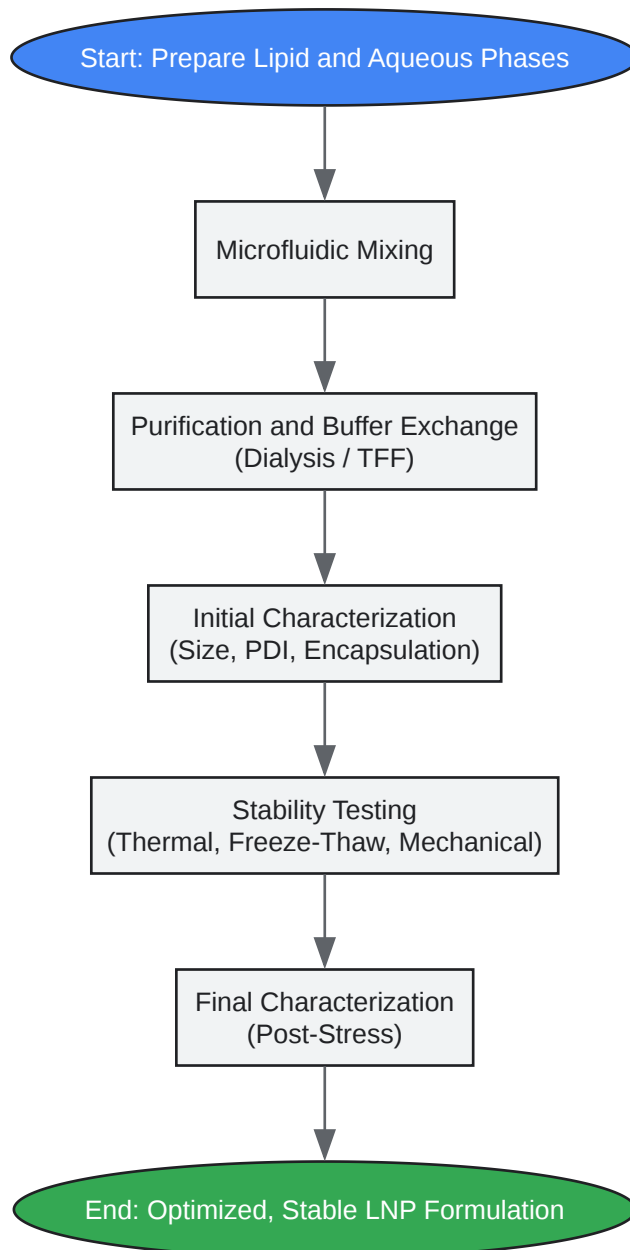 Start: Prepare Lipid and Aqueous Phases
Microfluidic Mixing
Purification and Buffer Exchange
(Dialysis / TFF)
Initial Characterization
(Size, PDI, Encapsulation)
Stability Testing
(Thermal, Freeze-Thaw, Mechanical)
Final Characterization
(Post-Stress)
End: Optimized, Stable LNP Formulation